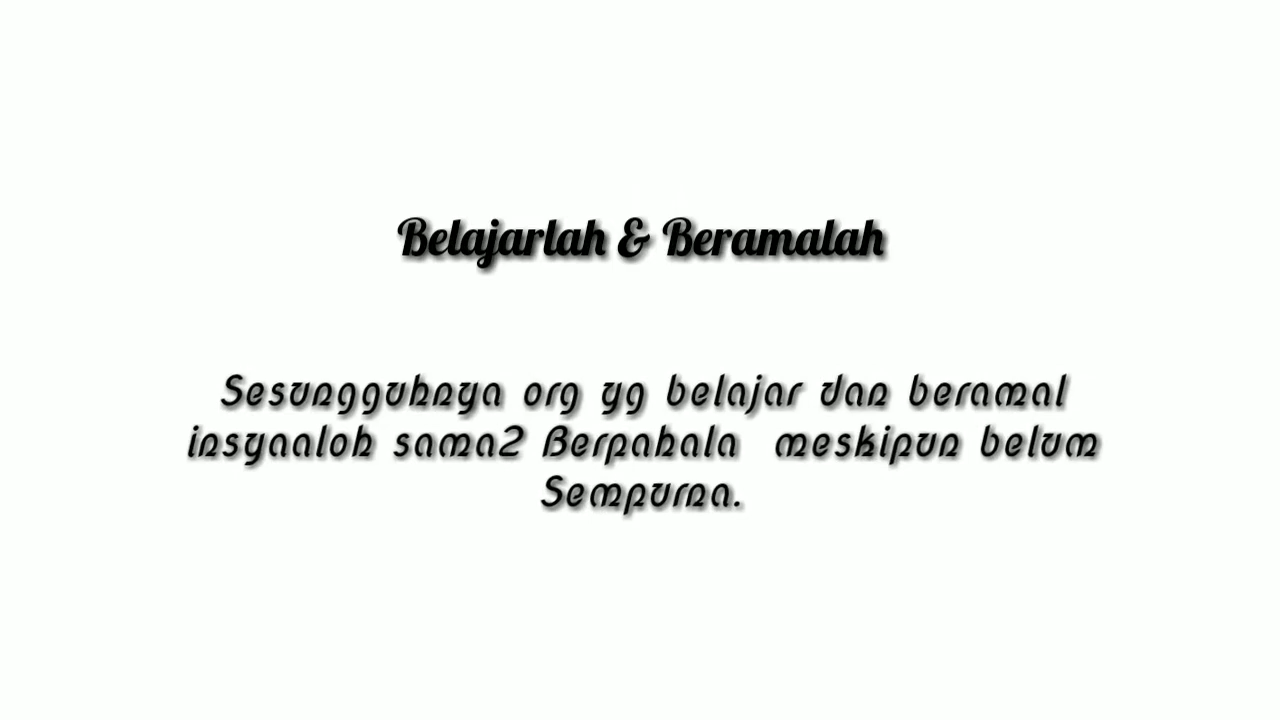 Belajarlah & Beramalah
Sesungguhnya org yg belajar dan beramal
insyaaloh sama2 Berpahala meskipun belum
Sempurna.